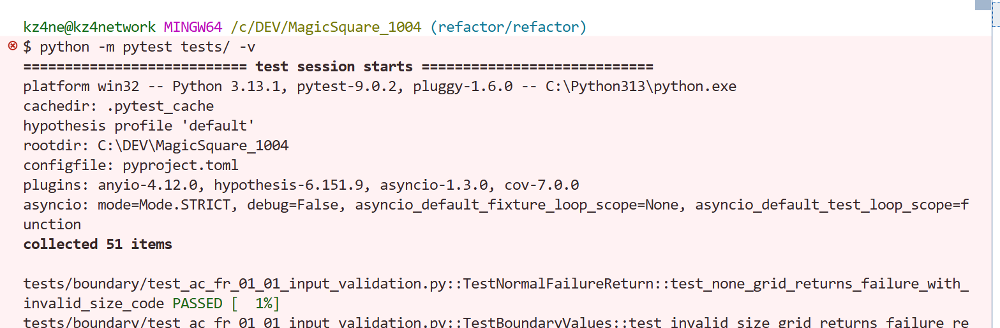 kz4ne@kz4network MINGW64 /c/DEV/MagicSquare_1004 (refactor/refactor)
$ python -m pytest tests/ -v
=========================== test session starts ============================
platform win32 -- Python 3.13.1, pytest-9.0.2, pluggy-1.6.0 -- C:\Python313\python.exe
cachedir: .pytest_cache
hypothesis profile 'default'
rootdir: C:\DEV\MagicSquare_1004
configfile: pyproject.toml
plugins: anyio-4.12.0, hypothesis-6.151.9, asyncio-1.3.0, cov-7.0.0
asyncio: mode=Mode.STRICT, debug=False, asyncio_default_fixture_loop_scope=None, asyncio_default_test_loop_scope=f
unction
collected 51 items

tests/boundary/test_ac_fr_01_01_input_validation.py::TestNormalFailureReturn::test_none_grid_returns_failure_with_
invalid_size_code PASSED [  1%]
tests/boundary/test_ac_fr_01_01_input_validation.py::TestBoundaryValues::test_invalid_size_grid_returns_failure_re